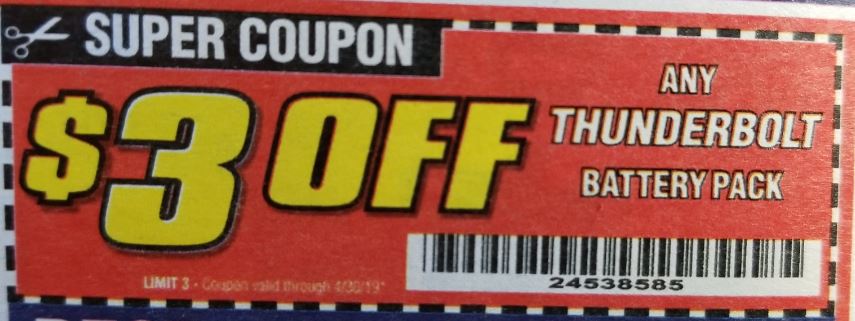 SUPER COUPON
$3 OFF
ANY
THUNDERBOLT
BATTERY PACK
24538585
LIMIT 3 - Coupon valid through 4/30/19*